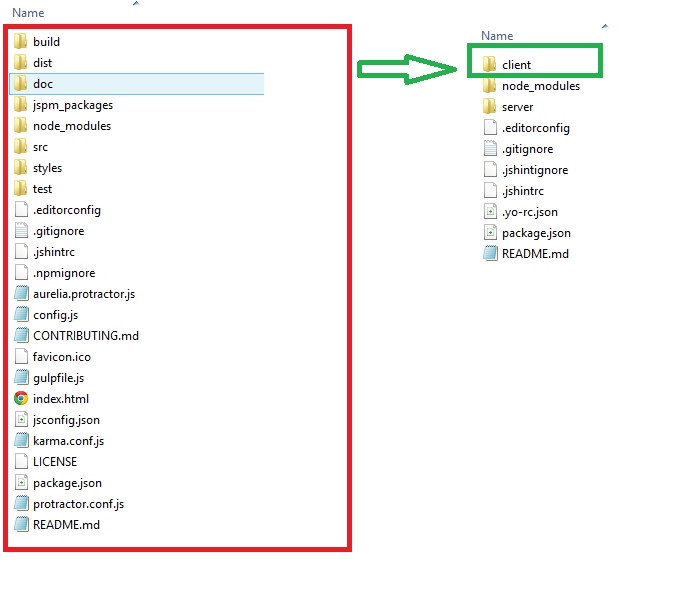 Name
build
dist
doc
jspm_packages
node_modules
src
styles
test
.editorconfig
.gitignore
.jshintrc
.npmignore
aurelia.protractor.js
config.js
CONTRIBUTING.md
favicon.ico
gulpfile.js
index.html
jsconfig.json
karma.conf.js
LICENSE
package.json
protractor.conf.js
README.md
Name
client
node_modules
server
.editorconfig
.gitignore
.jshintignore
.jshintrc
.yo-rc.json
package.json
README.md